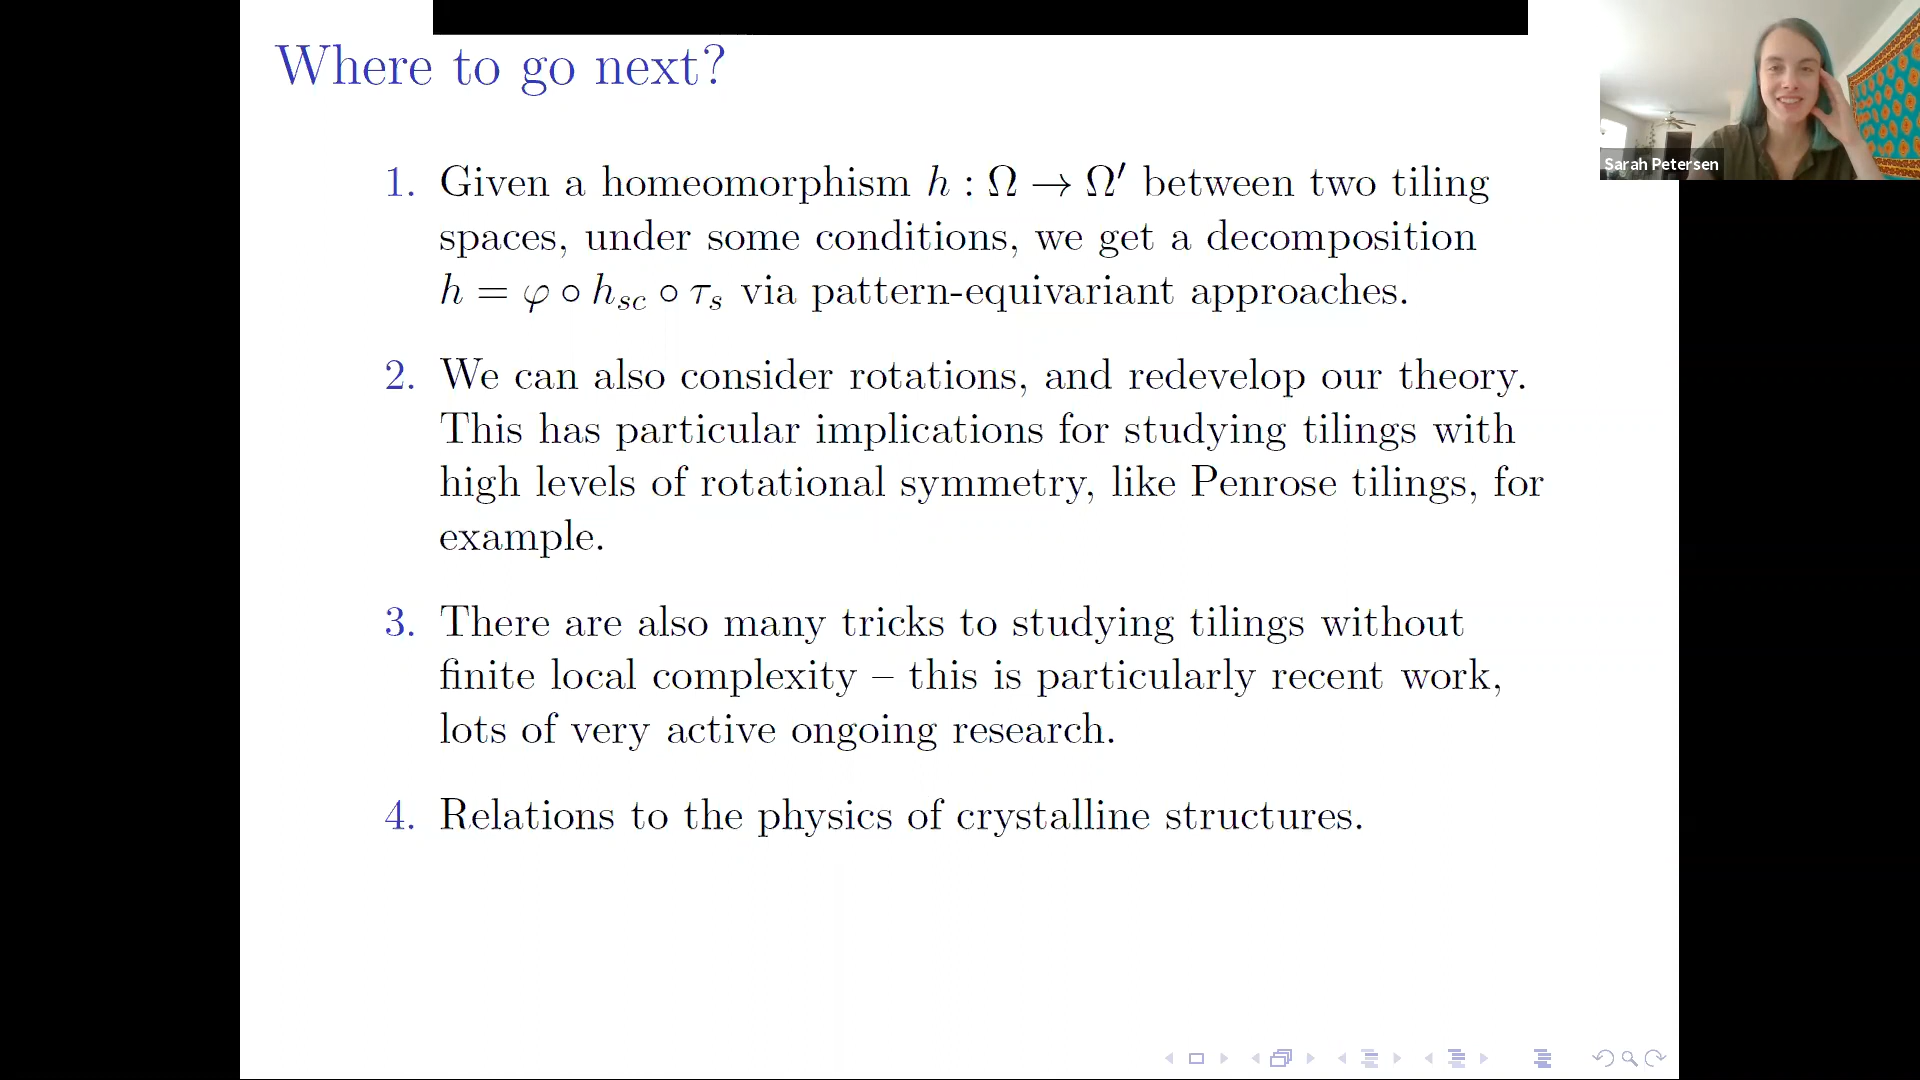 Where to go next?
Sarah Petersen
1. Given a homeomorphism h : Ω → Ω′ between two tiling
spaces, under some conditions, we get a decomposition
h = φ ∘ h_{sc} ∘ τ_s via pattern-equivariant approaches.
2. We can also consider rotations, and redevelop our theory.
This has particular implications for studying tilings with
high levels of rotational symmetry, like Penrose tilings, for
example.
3. There are also many tricks to studying tilings without
finite local complexity – this is particularly recent work,
lots of very active ongoing research.
4. Relations to the physics of crystalline structures.